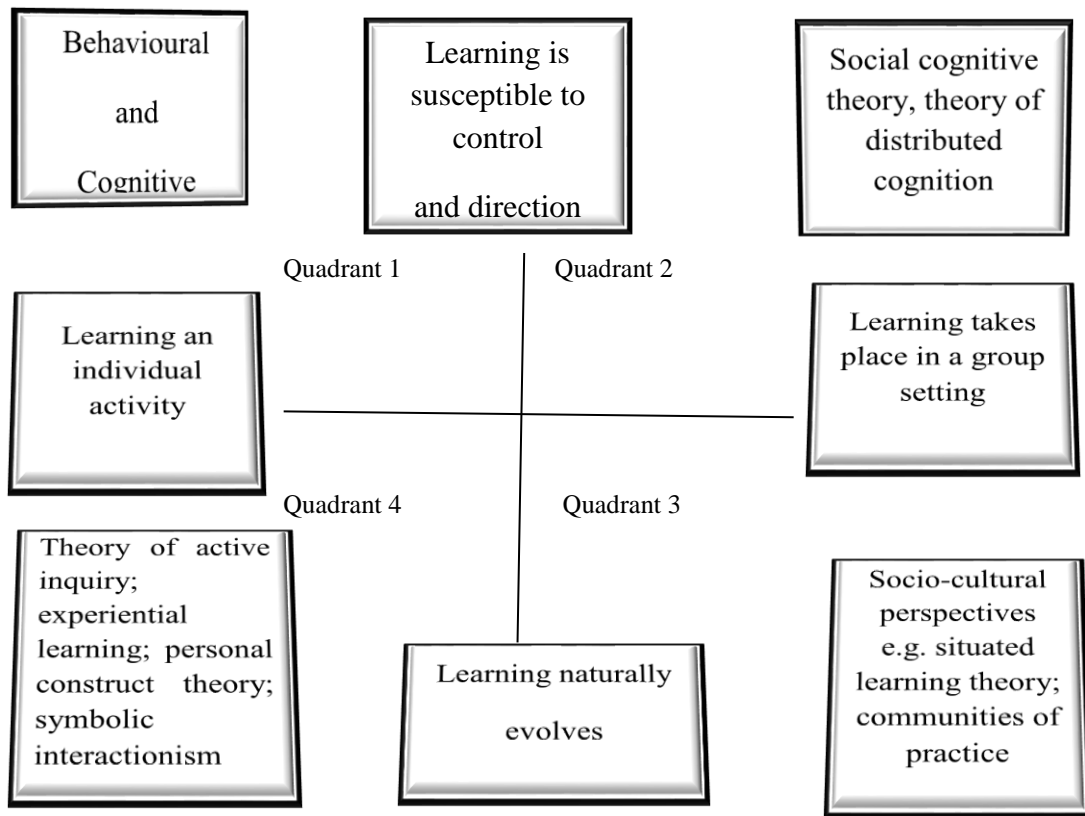 Behavioural
and
Cognitive
Learning is
susceptible to
control
and direction
Social cognitive
theory, theory of
distributed
cognition
Quadrant 1
Quadrant 2
Learning an
individual
activity
Learning takes
place in a group
setting
Quadrant 4
Quadrant 3
Theory of active
inquiry;
experiential
learning; personal
construct theory;
symbolic
interactionism
Learning naturally
evolves
Socio-cultural
perspectives
e.g. situated
learning theory;
communities of
practice